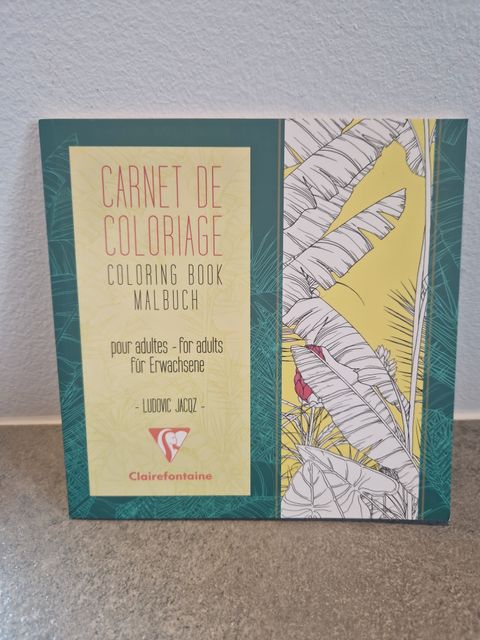 CARNET DE
COLORIAGE
COLORING BOOK
MALBUCH
pour adultes - for adults
für Erwachsene
- LUDOVIC JACQZ -
Clairefontaine